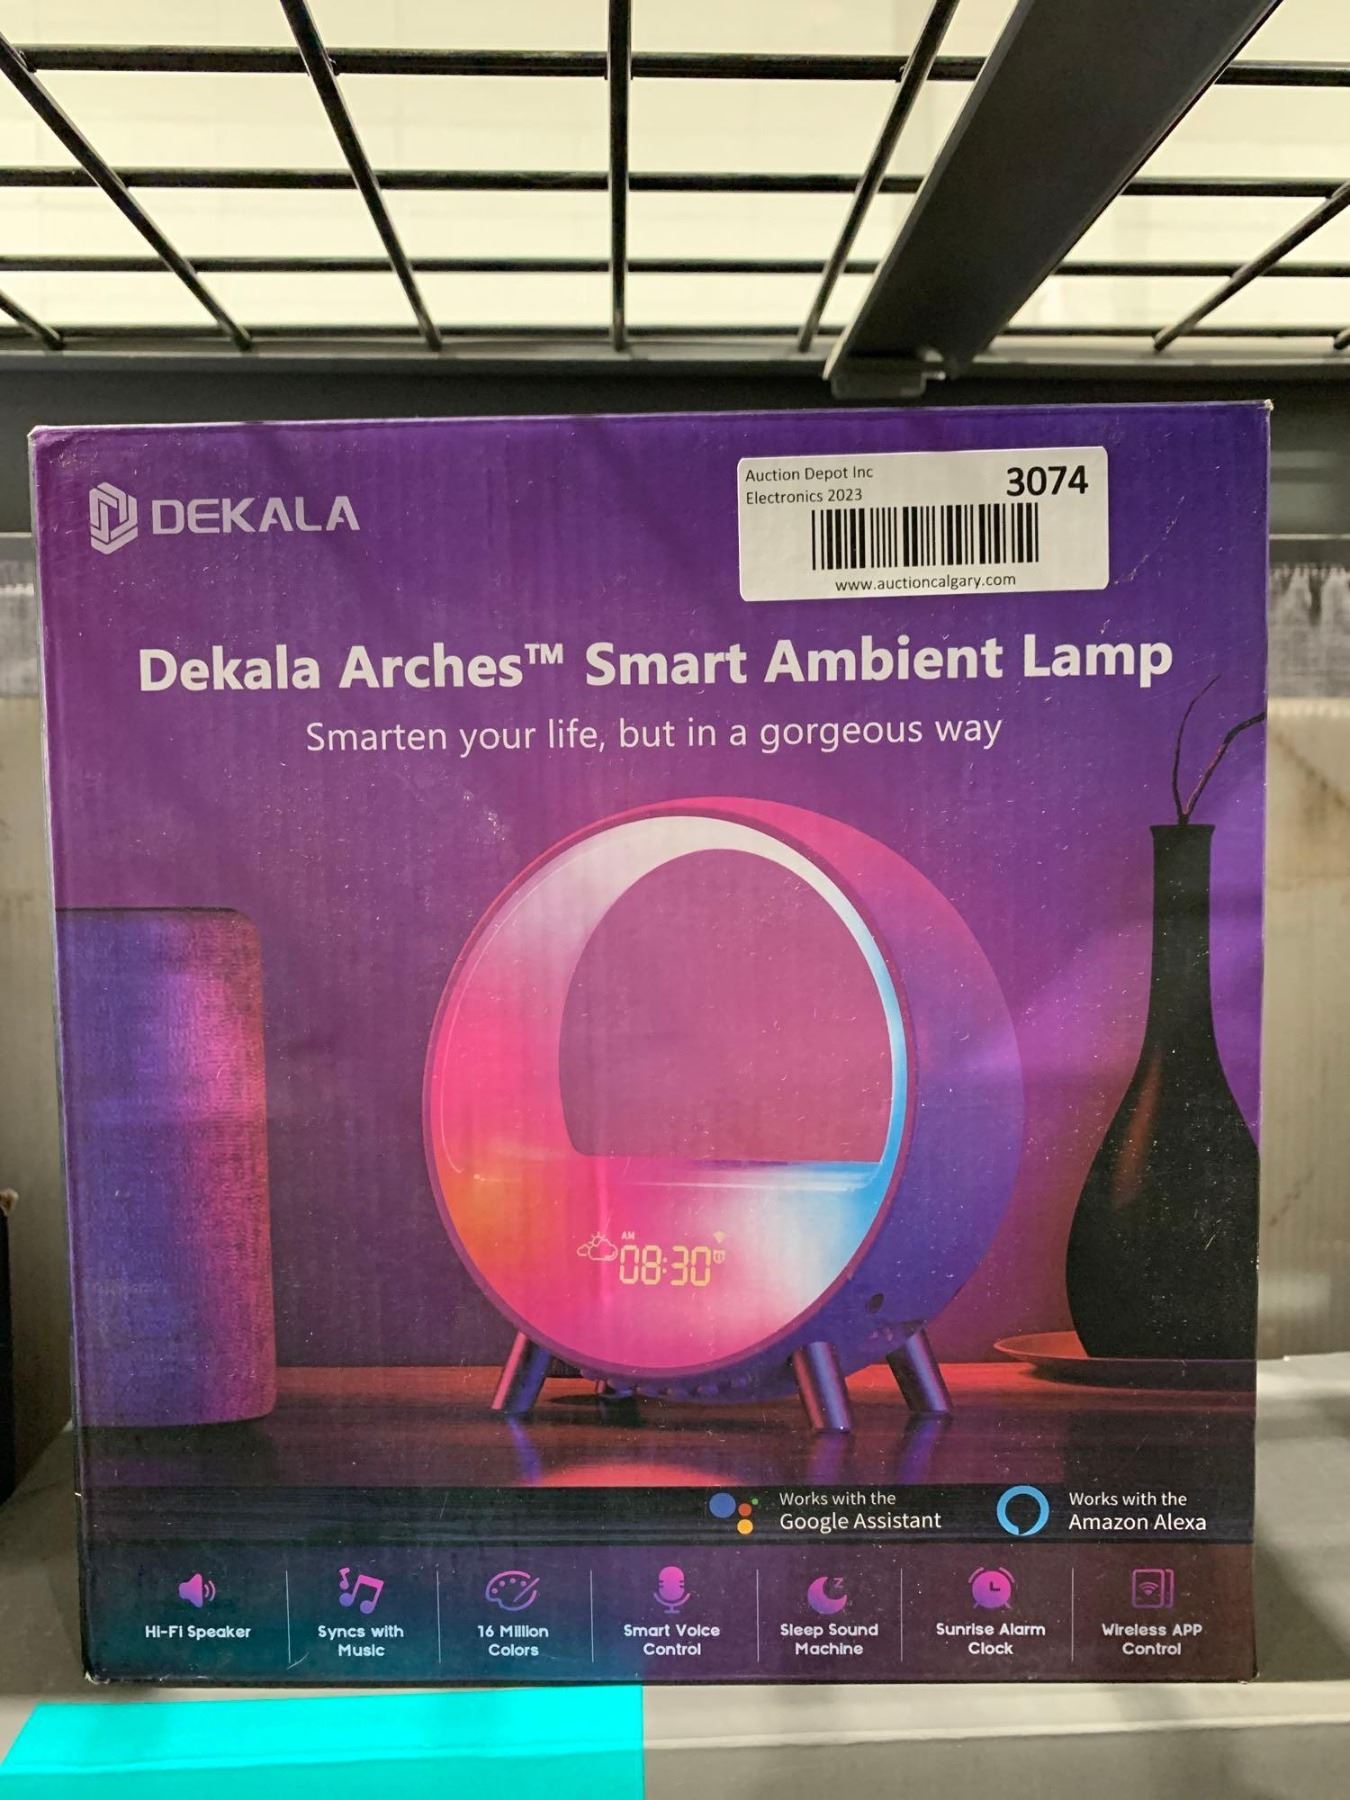 DEKALA
Auction Depot Inc
3074
Electronics 2023
www.auctioncalgary.com
Dekala Arches™ Smart Ambient Lamp
Smarten your life, but in a gorgeous way
AM
08:30
Works with the
Google Assistant
Works with the
Amazon Alexa
Hi-Fi Speaker
Syncs with
Music
16 Million
Colors
Smart Voice
Control
Sleep Sound
Machine
Sunrise Alarm
Clock
Wireless APP
Control